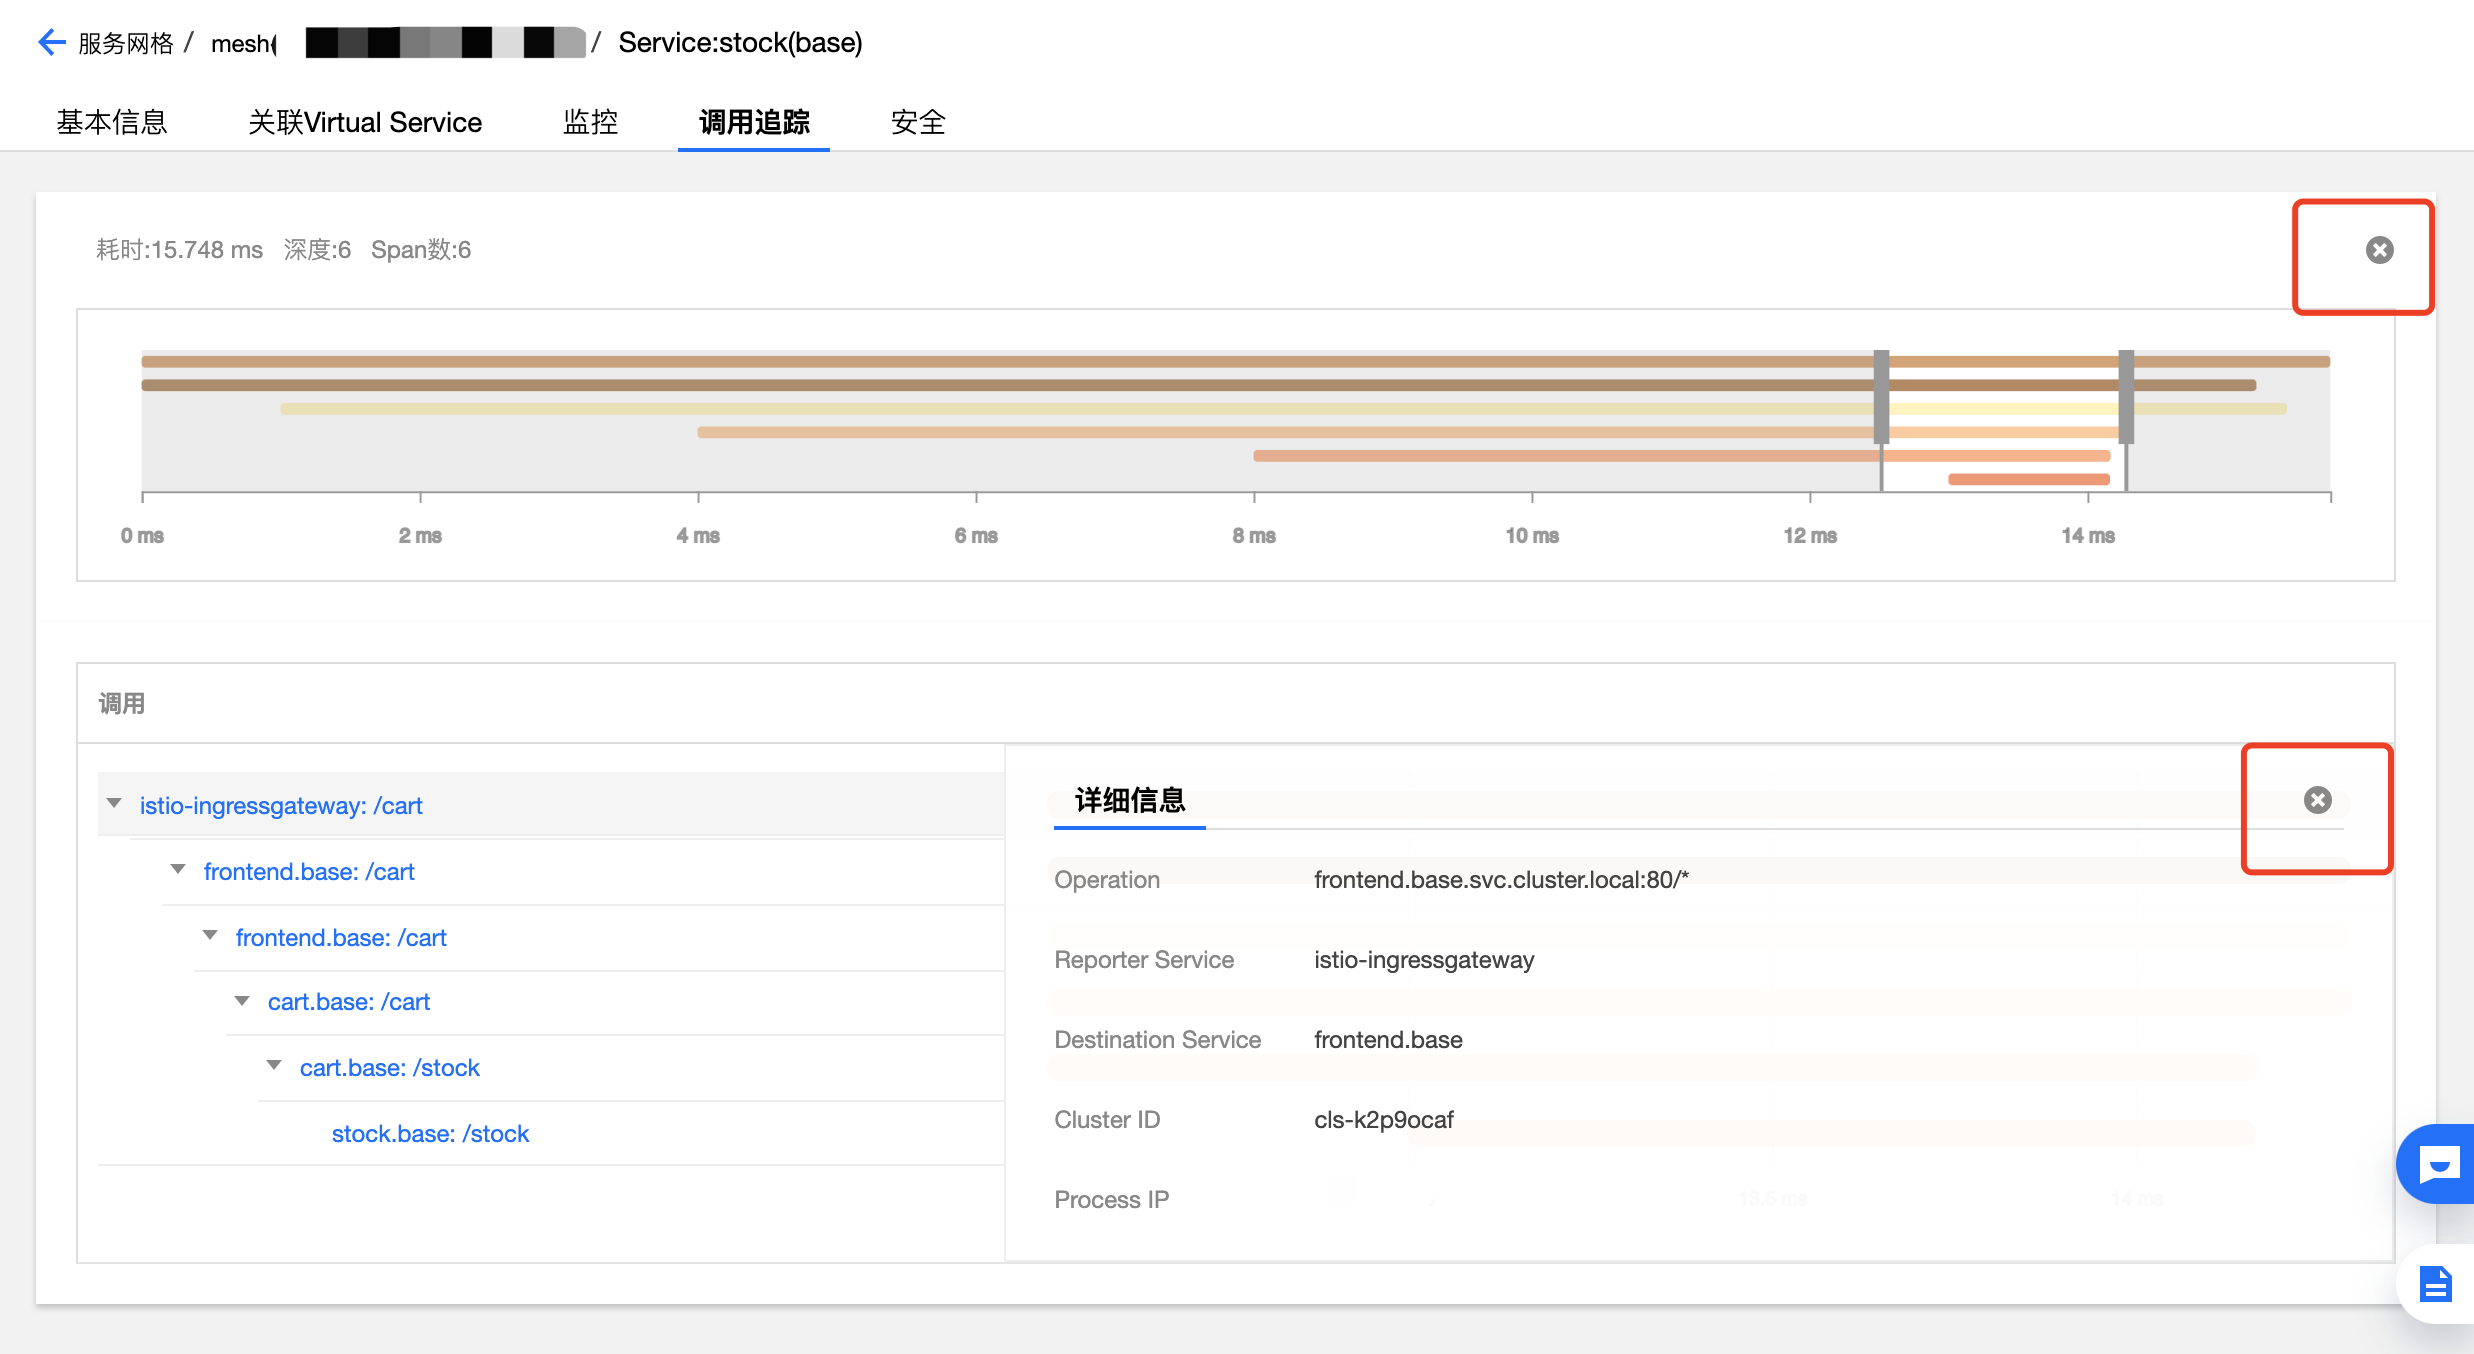 服务网格 / mesh / Service:stock(base)
基本信息 关联Virtual Service 监控 调用追踪 安全
耗时:15.748 ms 深度:6 Span数:6
0 ms 2 ms 4 ms 6 ms 8 ms 10 ms 12 ms 14 ms
调用
详细信息
istio-ingressgateway: /cart
frontend.base: /cart
frontend.base: /cart
cart.base: /cart
cart.base: /stock
stock.base: /stock
Operation frontend.base.svc.cluster.local:80/*
Reporter Service istio-ingressgateway
Destination Service frontend.base
Cluster ID cls-k2p9ocaf
Process IP
13.5 ms 14 ms